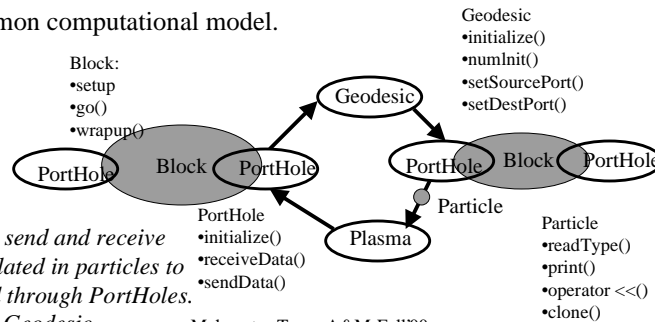 mon computational model.
Geodesic
•initialize()
•numInit()
•setSourcePort()
•setDestPort()
Block:
•setup
•go()
•wrapup()
Geodesic
PortHole
Block
PortHole
PortHole
Block
PortHole
Particle
Plasma
PortHole
•initialize()
•receiveData()
•sendData()
Particle
•readType()
•print()
•operator <<()
•clone()
send and receive
lated in particles to
through PortHoles.
Geodesic